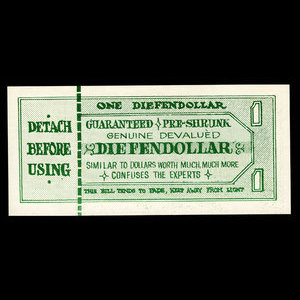 DETACH
BEFORE
USING
ONE DIEFENDOLLAR
GUARANTEED PRE-SHRUNK
GENUINE DEVALUED
DIEFENDOLLAR
SIMILAR TO DOLLARS WORTH MUCH, MUCH MORE
CONFUSES THE EXPERTS
THIS BILL TENDS TO FADE, KEEP AWAY FROM LIGHT
1
1